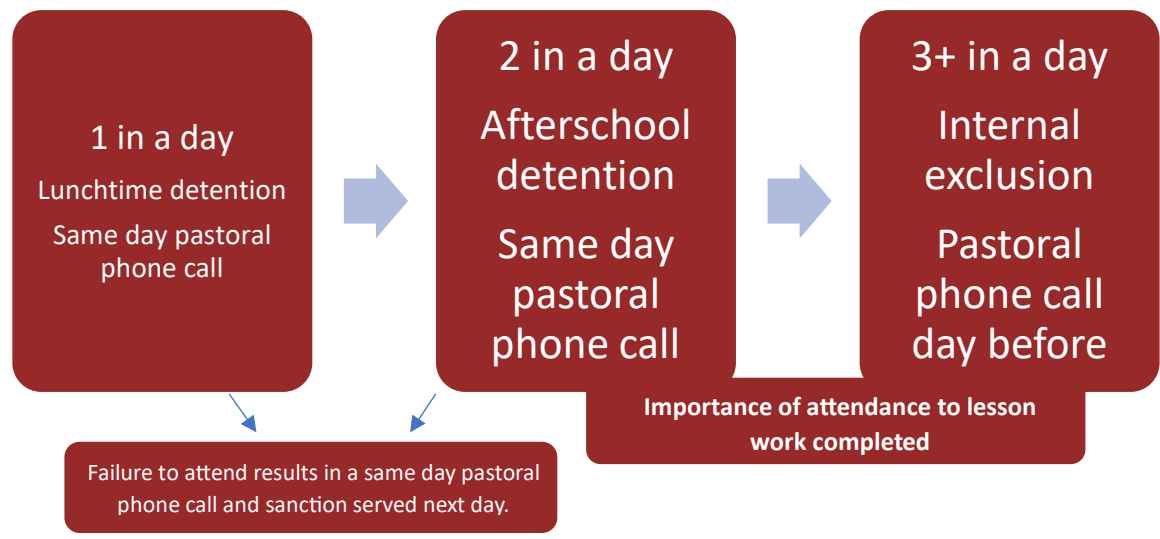 1 in a day
Lunchtime detention
Same day pastoral
phone call
2 in a day
Afterschool
detention
Same day
pastoral
phone call
3+ in a day
Internal
exclusion
Pastoral
phone call
day before
Importance of attendance to lesson
work completed
Failure to attend results in a same day pastoral
phone call and sanction served next day.